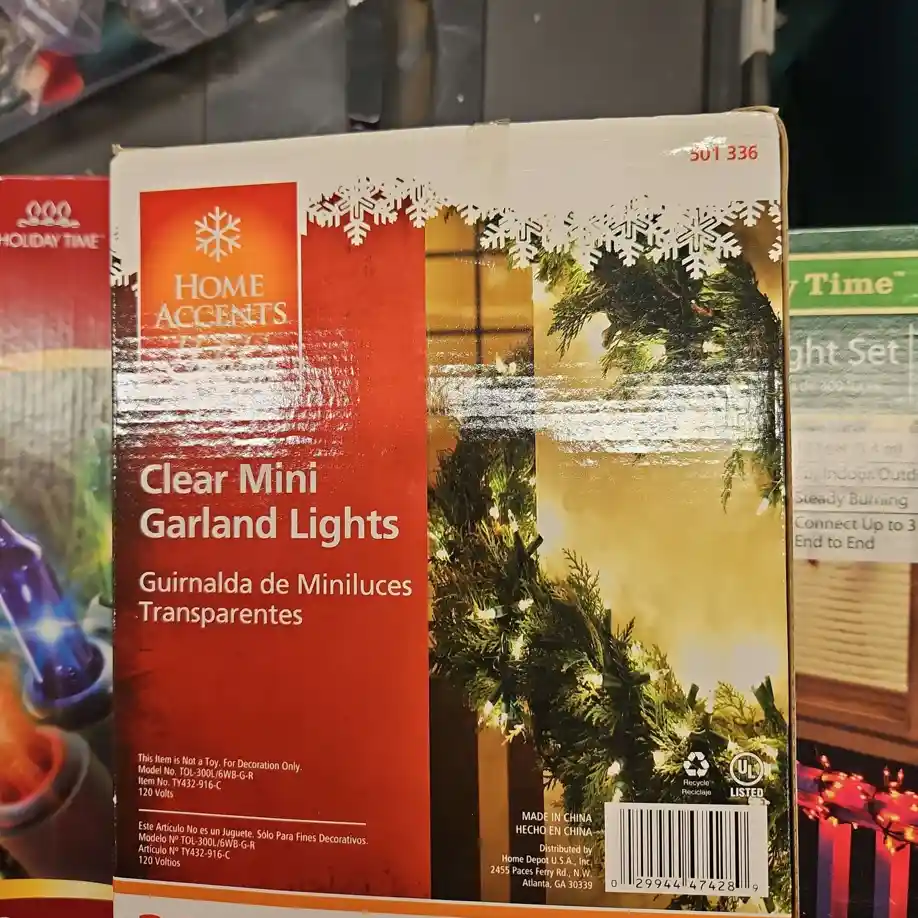 501 336
HOLIDAY TIME™
HOME
ACCENTS
Clear Mini
Garland Lights
Guirnalda de Miniluces
Transparentes
This Item is Not a Toy. For Decoration Only.
Model No. TOL-300L/6WB-G-R
Item No. TY432-916-C
120 Volts
Este Artículo No es un Juguete. Sólo Para Fines Decorativos.
Modelo Nº TOL-300L/6WB-G-R
Artículo Nº TY432-916-C
120 Voltios
Recycle
Reciclaje
UL
LISTED
MADE IN CHINA
HECHO EN CHINA
Distributed by
Home Depot U.S.A., Inc.
2455 Paces Ferry Rd., N.W.
Atlanta, GA 30339
0 29944 47428 9
y Time™
ght Set
Steady Burning
Connect Up to 3
End to End